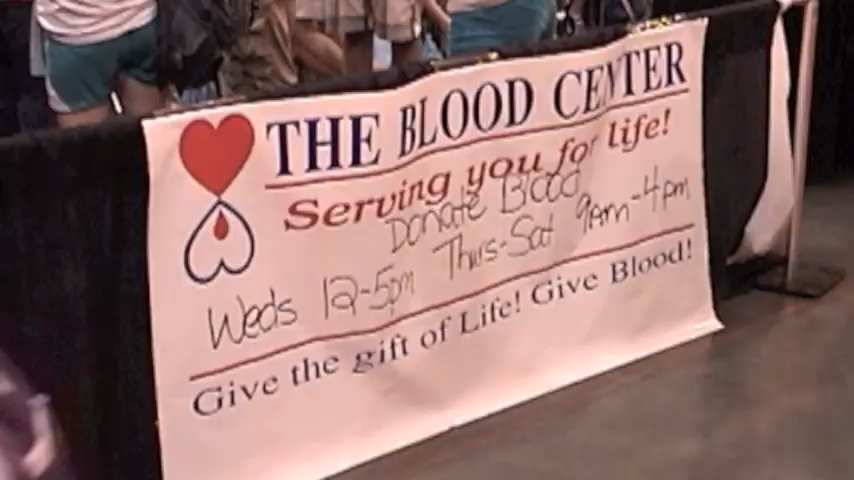 THE BLOOD CENTER
Serving you for life!
Donate Blood
Weds 12-5pm Thurs-Sat 9am-4pm
Give the gift of Life! Give Blood!